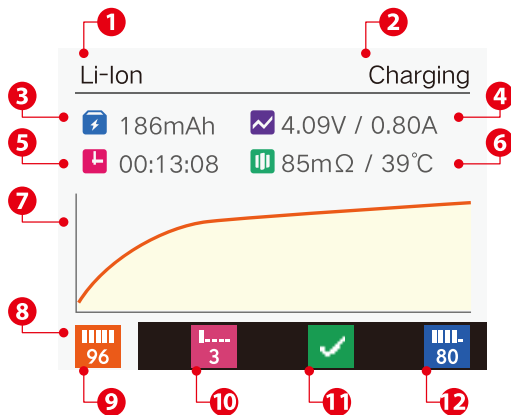 1 2
Li-Ion Charging
3 186mAh 4.09V / 0.80A 4
5 00:13:08 85mΩ / 39℃ 6
7
8
96 3 80
9 10 11 12